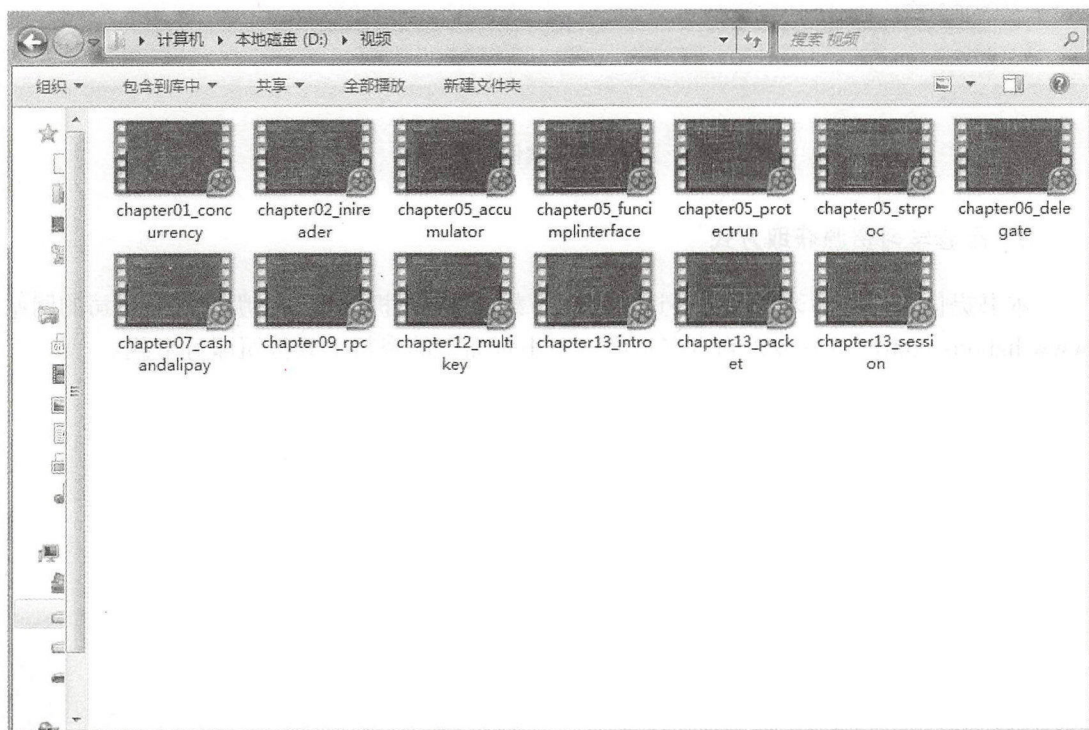 计算机 本地磁盘 (D:) 视频
搜索 视频
组织 包含到库中 共享 全部播放 新建文件夹
chapter01_conc
urrency
chapter02_inire
ader
chapter05_accu
mulator
chapter05_funci
mplinterface
chapter05_prot
ectrun
chapter05_strpr
oc
chapter06_dele
gate
chapter07_cash
andalipay
chapter09_rpc
chapter12_multi
key
chapter13_intro
chapter13_pack
et
chapter13_sessi
on